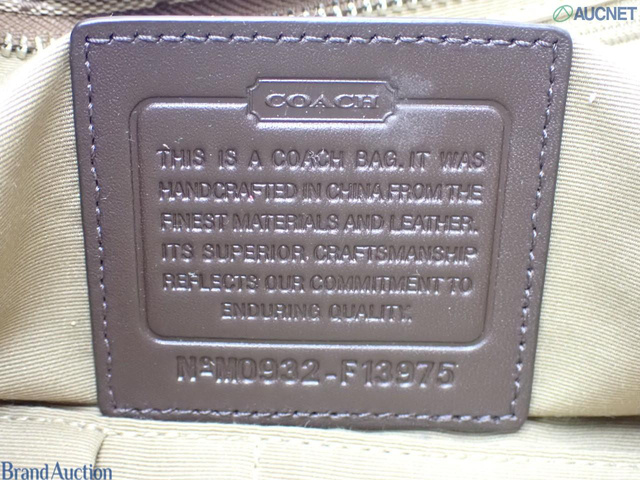 AUCNET
COACH
THIS IS A COACH BAG. IT WAS
HANDCRAFTED IN CHINA FROM THE
FINEST MATERIALS AND LEATHER.
ITS SUPERIOR CRAFTSMANSHIP
REFLECTS OUR COMMITMENT TO
ENDURING QUALITY.
Nº M0932-F13975
Brand Auction